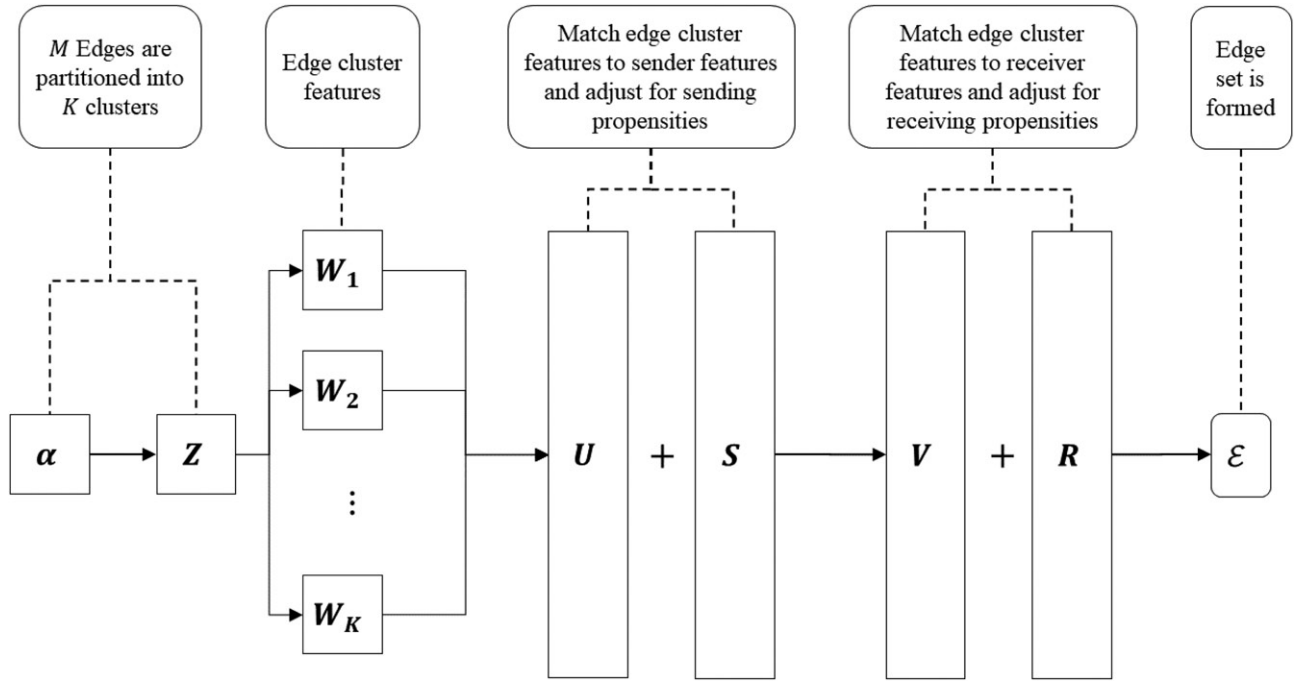 M Edges are
partitioned into
K clusters
Edge cluster
features
Match edge cluster
features to sender features
and adjust for sending
propensities
Match edge cluster
features to receiver
features and adjust for
receiving propensities
Edge
set is
formed
W₁
W₂
α
Z
U + S
V + R
ℰ
⋮
W_K